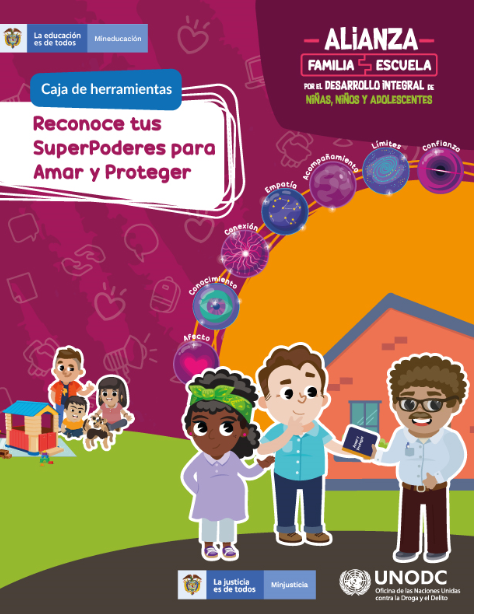 La educación
es de todos
Mineducación
ALiANZA
FAMILIA + ESCUELA
POR EL DESARROLLO iNTEGRAL DE
NiÑAS, NiÑOS Y ADOLESCENTES
Caja de herramientas
Reconoce tus
SuperPoderes para
Amar y Proteger
Confianza
Límites
Acompañamiento
Empatía
Conexión
Conocimiento
Afecto
Amar y
Proteger
La justicia
es de todos
Minjusticia
UNODC
Oficina de las Naciones Unidas
contra la Droga y el Delito